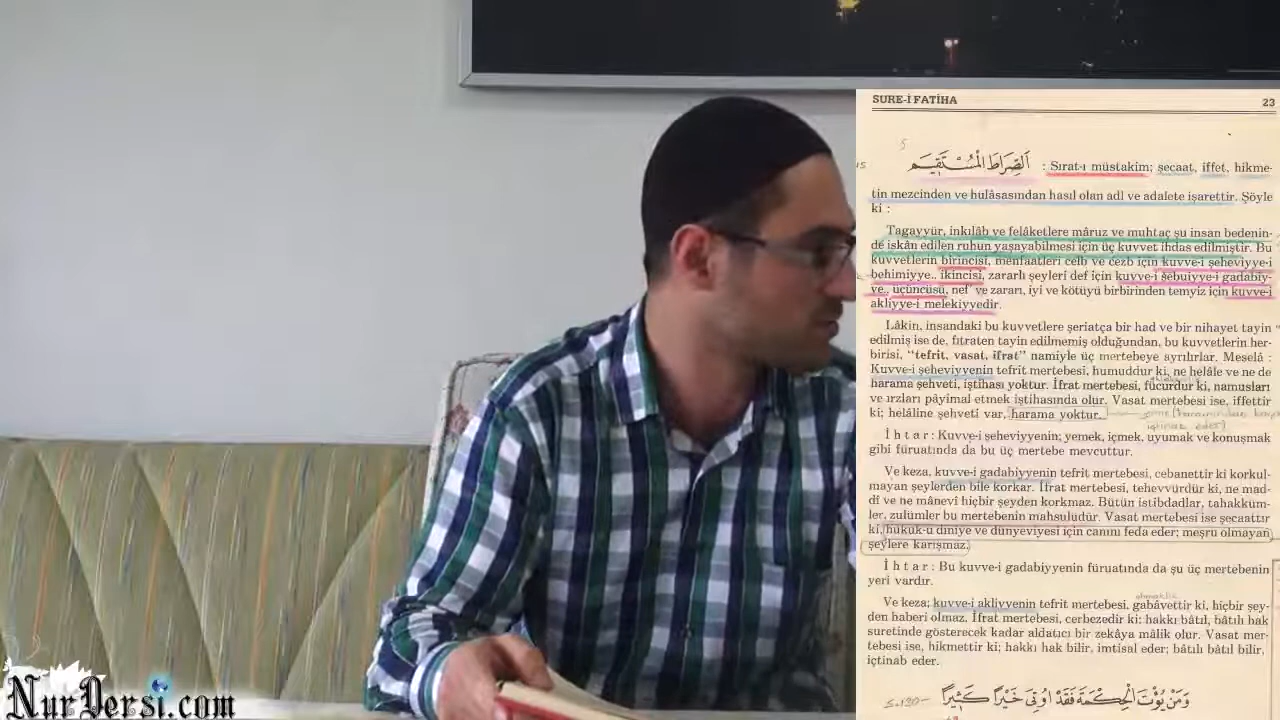 SURE-İ FATİHA 23
اَلصِّرَاطَ الْمُسْتَقِيمَ : Sırat-ı müstakîm; şecaat, iffet, hikme-
tin mezcinden ve hülâsasından hasıl olan adl ve adalete işarettir. Şöyle
ki :
Tagayyür, inkılâb ve felâketlere mâruz ve muhtaç şu insan bedenin-
de iskân edilen ruhun yaşayabilmesi için üç kuvvet ihdas edilmiştir. Bu
kuvvetlerin birincisi, menfaatleri celb ve cezb için kuvve-i şeheviyye-i
behimiyye.. ikincisi, zararlı şeyleri def için kuvve-i sebuiyye-i gadabiy-
ye.. üçüncüsü, nef' ve zararı, iyi ve kötüyü birbirinden temyiz için kuvve-i
akliyye-i melekiyyedir.
Lâkin, insandaki bu kuvvetlere şeriatça bir had ve bir nihayet tayin
edilmiş ise de, fıtraten tayin edilmemiş olduğundan, bu kuvvetlerin her-
birisi, "tefrit, vasat, ifrat" namiyle üç mertebeye ayrılırlar. Meselâ :
Kuvve-i şeheviyyenin tefrit mertebesi, humuddur ki, ne helâle ve ne de
harama şehveti, iştihası yoktur. İfrat mertebesi, fücurdur ki, namusları
ve ırzları pâyimal etmek iştihasında olur. Vasat mertebesi ise, iffettir
ki; helâline şehveti var, harama yoktur.
içtinab eder)
İhtar : Kuvve-i şeheviyyenin; yemek, içmek, uyumak ve konuşmak
gibi füruatında da bu üç mertebe mevcuttur.
Ve keza, kuvve-i gadabiyyenin tefrit mertebesi, cebanettir ki korkul-
mayan şeylerden bile korkar. İfrat mertebesi, tehevvürdür ki, ne mad-
dî ve ne mânevî hiçbir şeyden korkmaz. Bütün istibdadlar, tahakküm-
ler, zulümler bu mertebenin mahsulüdür. Vasat mertebesi ise şecaattır
ki, hukuk-u diniye ve dünyeviyesi için canını feda eder; meşru olmayan
şeylere karışmaz.
İhtar : Bu kuvve-i gadabiyyenin füruatında da şu üç mertebenin
yeri vardır.
Ve keza; kuvve-i akliyyenin tefrit mertebesi, gabâvettir ki, hiçbir şey-
den haberi olmaz. İfrat mertebesi, cerbezedir ki: hakkı bâtıl, bâtılı hak
suretinde gösterecek kadar aldatıcı bir zekâya mâlik olur. Vasat mer-
tebesi ise, hikmettir ki; hakkı hak bilir, imtisal eder; bâtılı bâtıl bilir,
içtinab eder.
وَمَنْ يُؤْتَ الْحِكْمَةَ فَقَدْ اُوتِىَ خَيْرًا كَثِيرًا
NurDersi.com